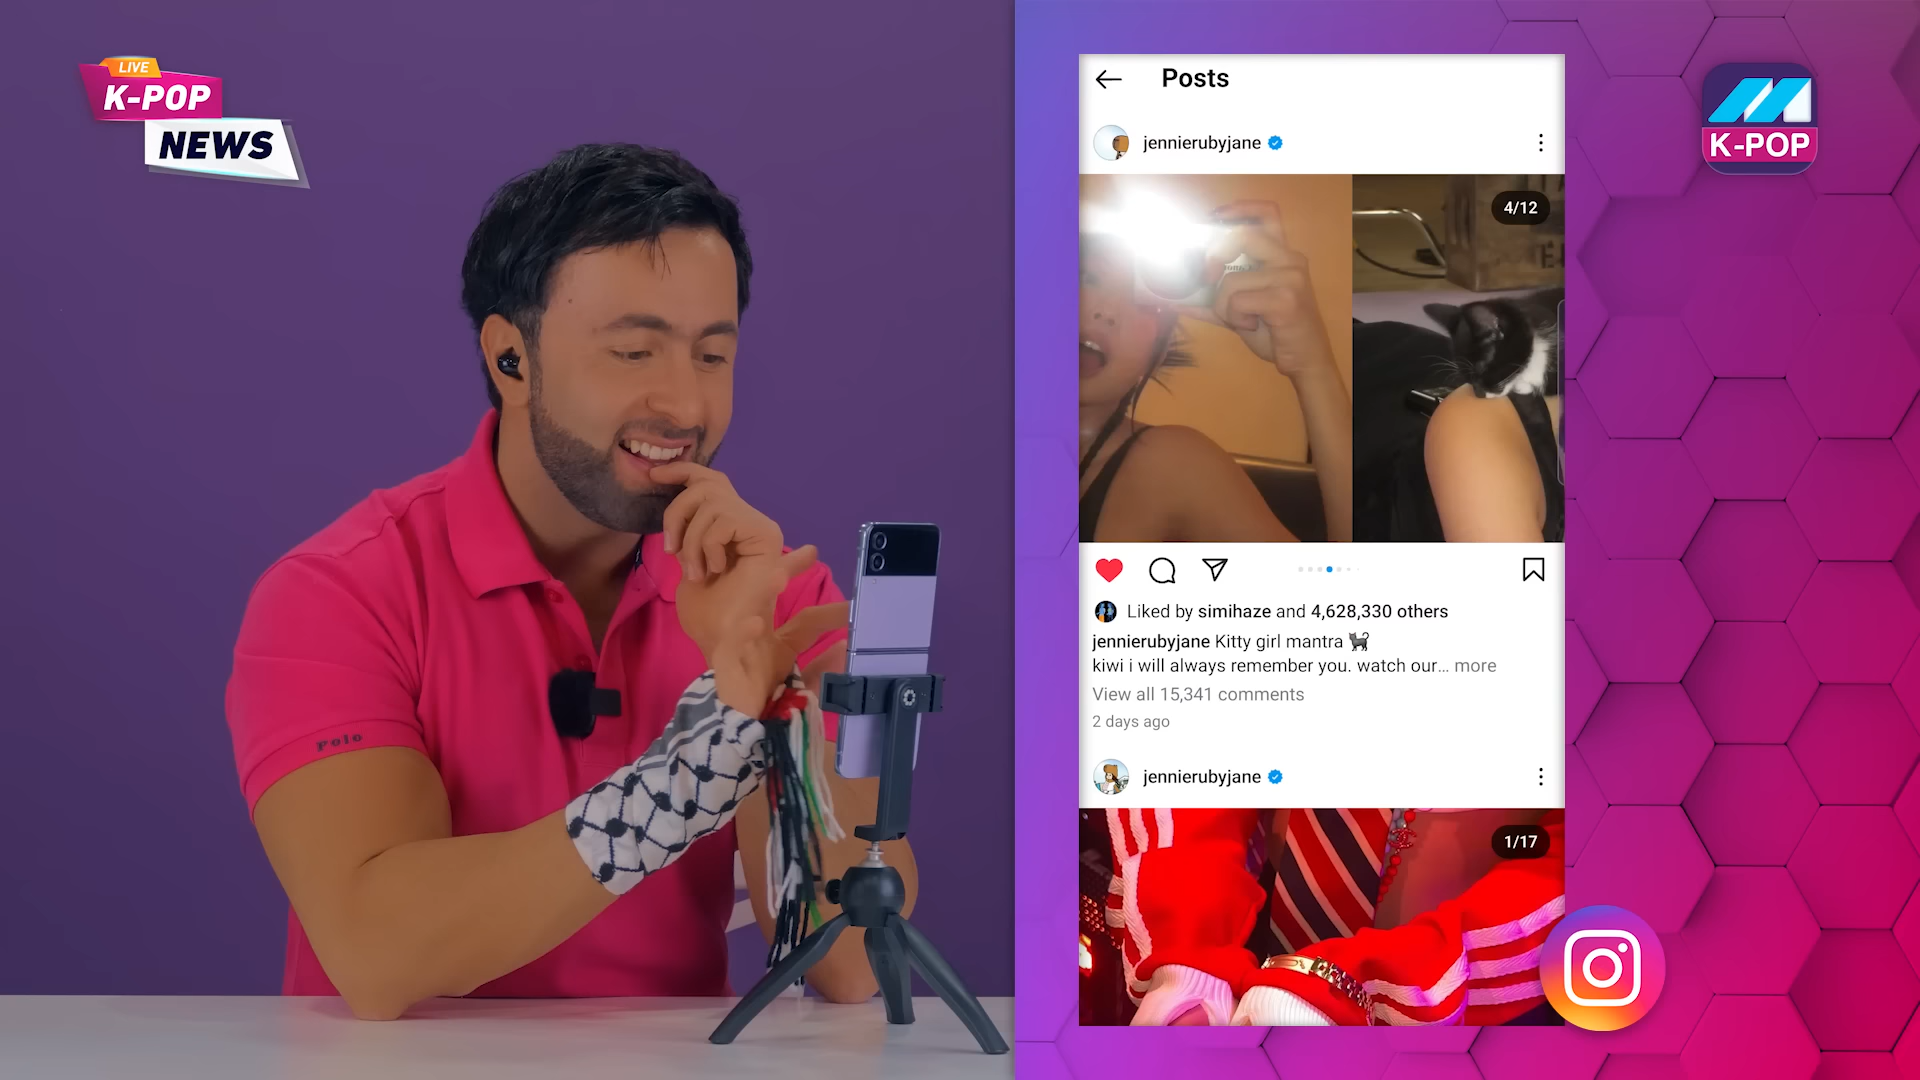 LIVE
K-POP
NEWS
Polo
Posts
jennierubyjane
4/12
Liked by simihaze and 4,628,330 others
jennierubyjane Kitty girl mantra 🐈‍⬛
kiwi i will always remember you. watch our... more
View all 15,341 comments
2 days ago
jennierubyjane
1/17
K-POP